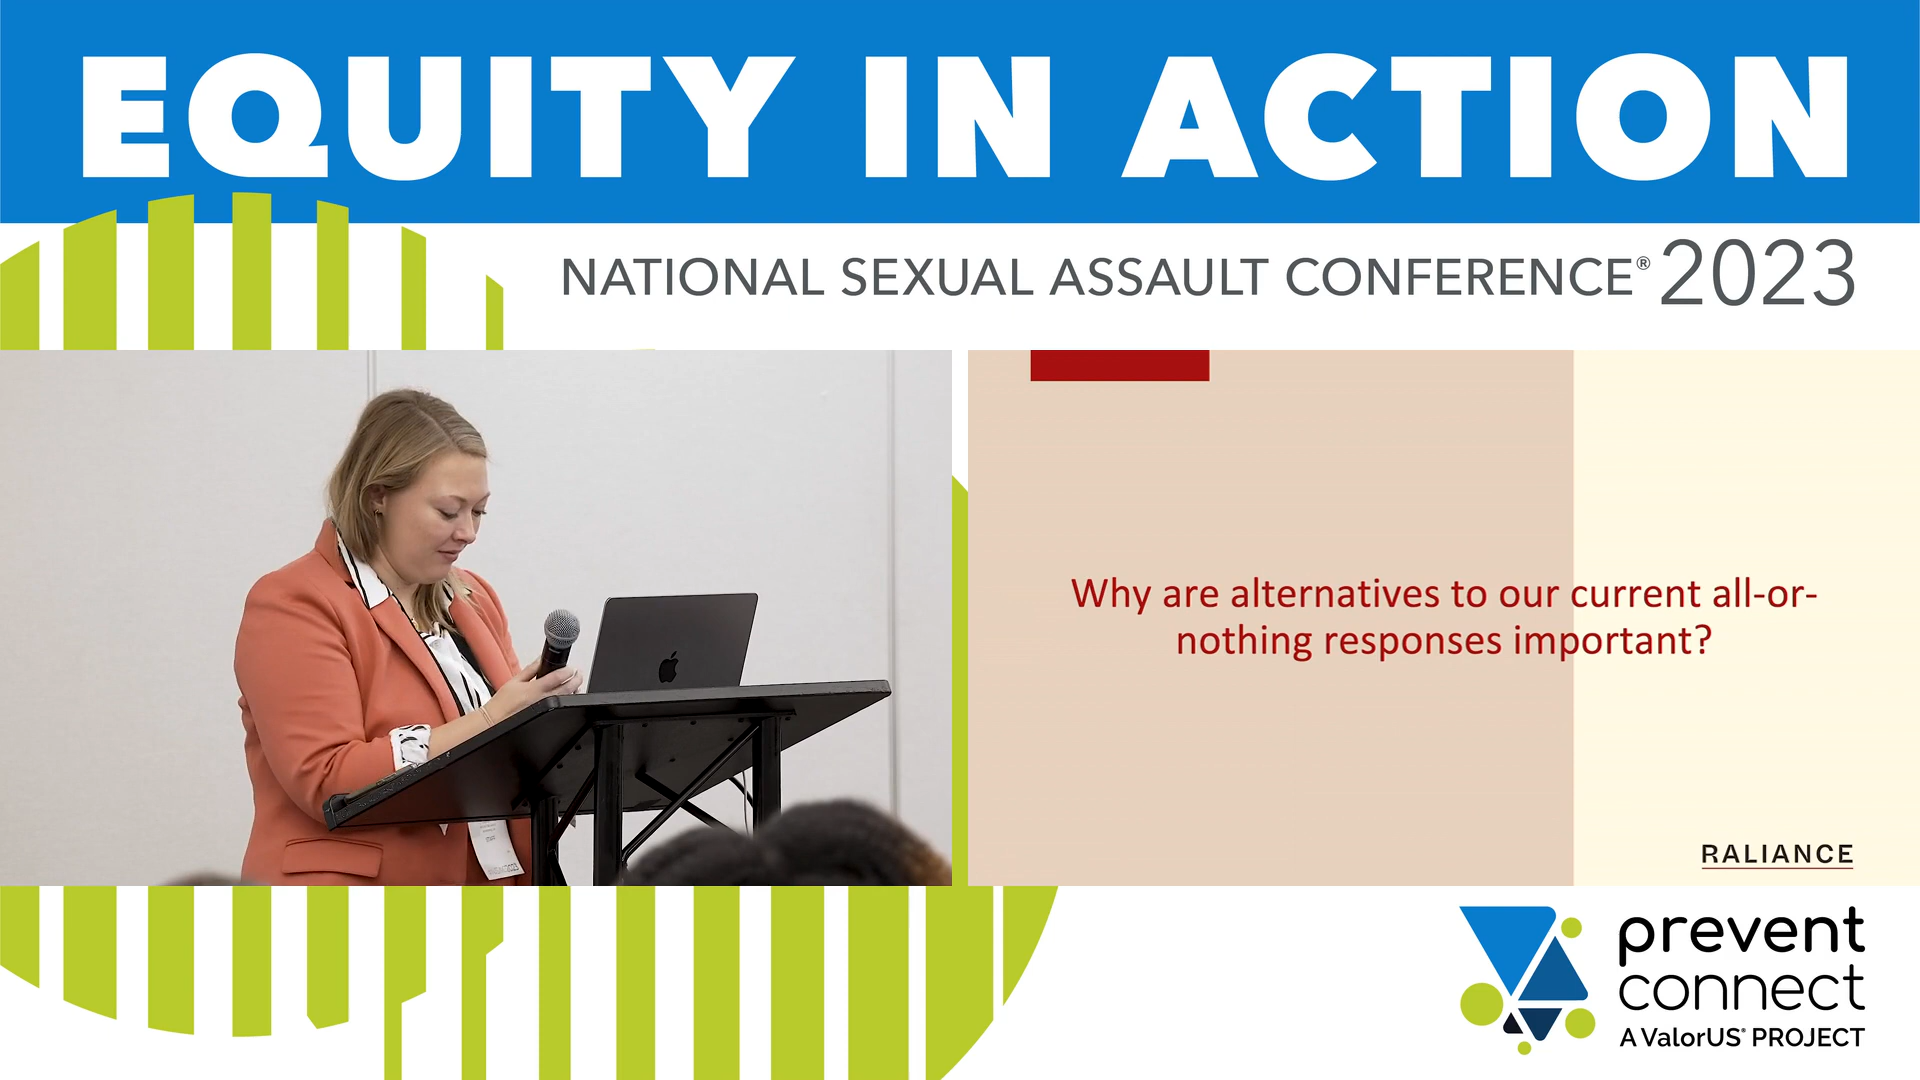 EQUITY IN ACTION
NATIONAL SEXUAL ASSAULT CONFERENCE® 2023
Why are alternatives to our current all-or-
nothing responses important?
RALIANCE
prevent
connect
A ValorUS® PROJECT